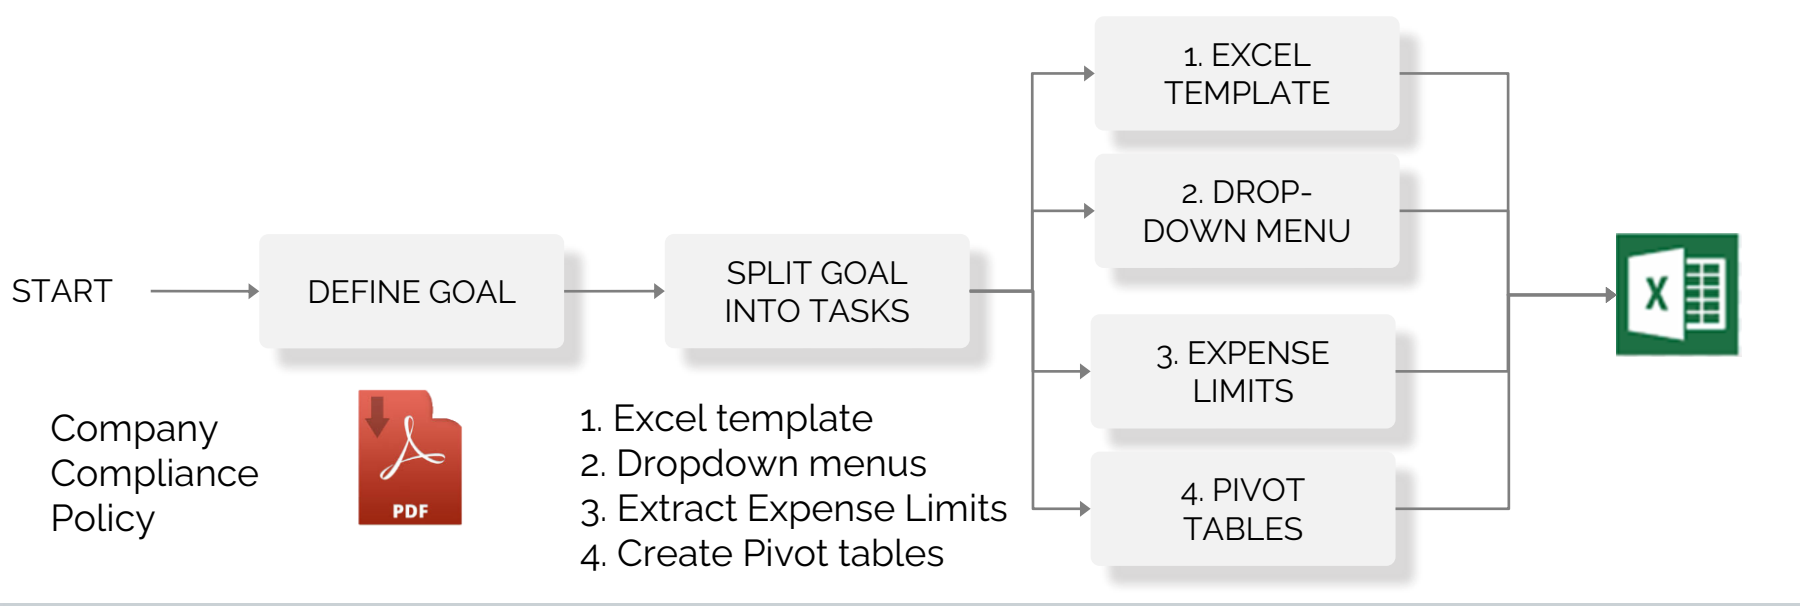 START
DEFINE GOAL
SPLIT GOAL
INTO TASKS
1. EXCEL
TEMPLATE
2. DROP-
DOWN MENU
3. EXPENSE
LIMITS
4. PIVOT
TABLES
X
Company
Compliance
Policy
PDF
1. Excel template
2. Dropdown menus
3. Extract Expense Limits
4. Create Pivot tables